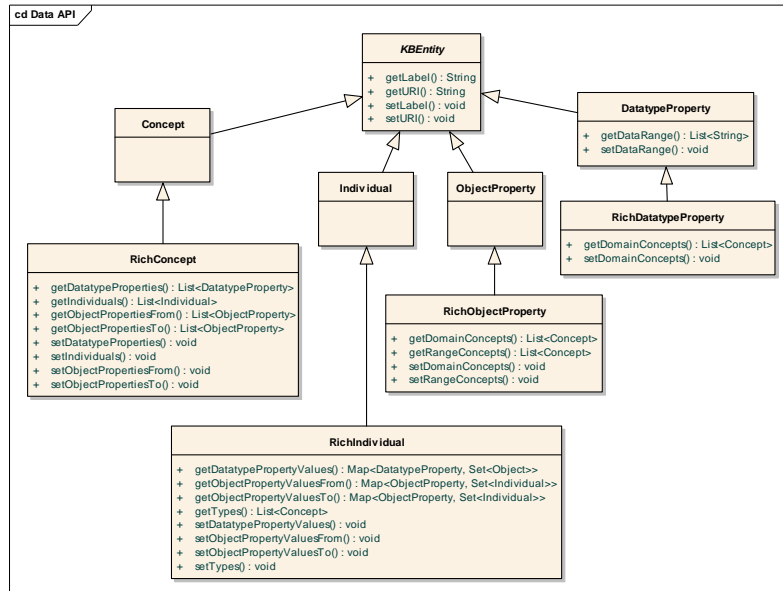 cd Data API
KBEntity
+ getLabel() : String
+ getURI() : String
+ setLabel() : void
+ setURI() : void
Concept
DatatypeProperty
+ getDataRange() : List<String>
+ setDataRange() : void
Individual
ObjectProperty
RichDatatypeProperty
+ getDomainConcepts() : List<Concept>
+ setDomainConcepts() : void
RichConcept
+ getDatatypeProperties() : List<DatatypeProperty>
+ getIndividuals() : List<Individual>
+ getObjectPropertiesFrom() : List<ObjectProperty>
+ getObjectPropertiesTo() : List<ObjectProperty>
+ setDatatypeProperties() : void
+ setIndividuals() : void
+ setObjectPropertiesFrom() : void
+ setObjectPropertiesTo() : void
RichObjectProperty
+ getDomainConcepts() : List<Concept>
+ getRangeConcepts() : List<Concept>
+ setDomainConcepts() : void
+ setRangeConcepts() : void
RichIndividual
+ getDatatypePropertyValues() : Map<DatatypeProperty, Set<Object>>
+ getObjectPropertyValuesFrom() : Map<ObjectProperty, Set<Individual>>
+ getObjectPropertyValuesTo() : Map<ObjectProperty, Set<Individual>>
+ getTypes() : List<Concept>
+ setDatatypePropertyValues() : void
+ setObjectPropertyValuesFrom() : void
+ setObjectPropertyValuesTo() : void
+ setTypes() : void